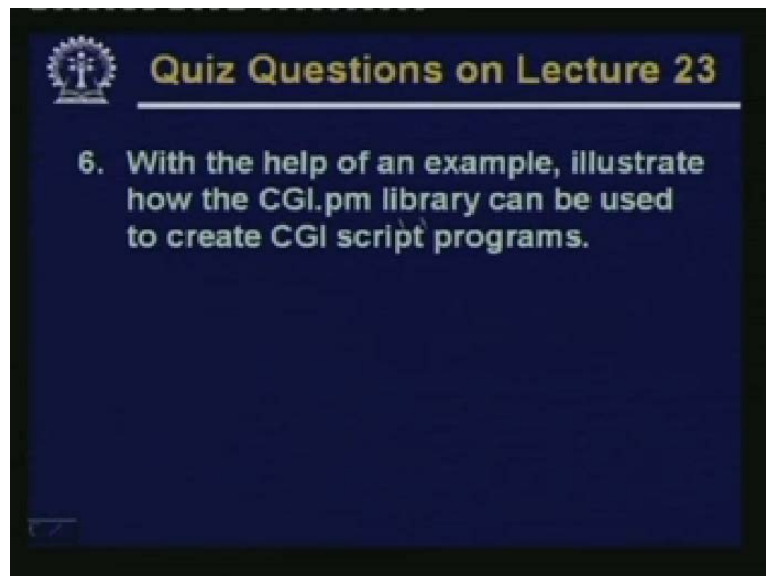 Quiz Questions on Lecture 23
6. With the help of an example, illustrate
how the CGI.pm library can be used
to create CGI script programs.